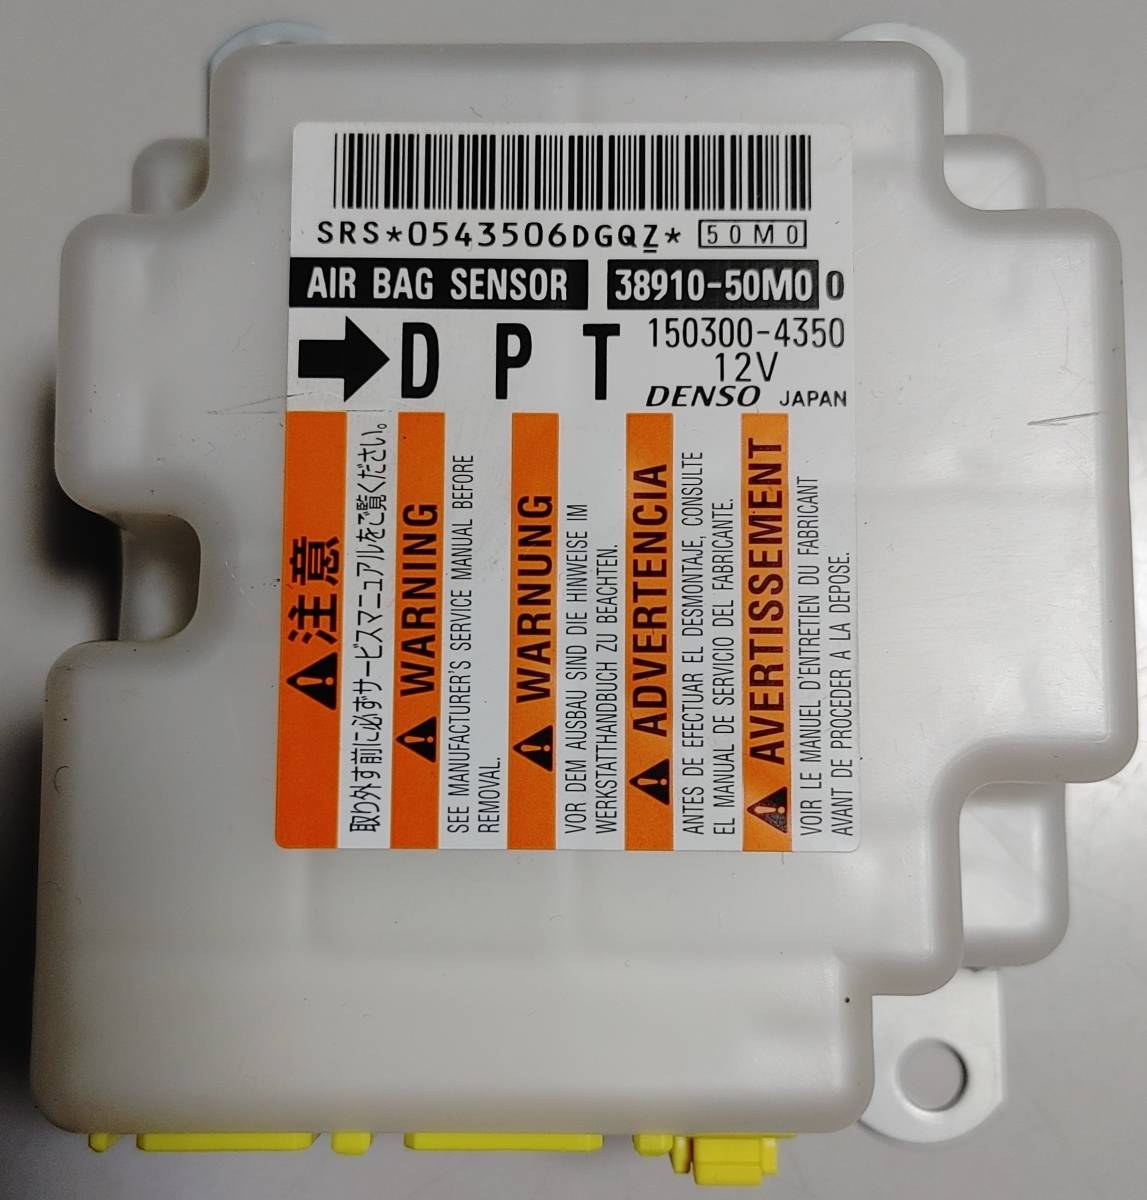 SRS*0543506DGQZ* 50M0
AIR BAG SENSOR 38910-50M0 0
DPT 150300-4350
12V
DENSO JAPAN
注意
取り外す前に必ずサービスマニュアルをご覧ください。
WARNING
SEE MANUFACTURER'S SERVICE MANUAL BEFORE
REMOVAL.
WARNUNG
VOR DEM AUSBAU SIND DIE HINWEISE IM
WERKSTATTHANDBUCH ZU BEACHTEN.
ADVERTENCIA
ANTES DE EFECTUAR EL DESMONTAJE, CONSULTE
EL MANUAL DE SERVICIO DEL FABRICANTE.
AVERTISSEMENT
VOIR LE MANUEL D'ENTRETIEN DU FABRICANT
AVANT DE PROCEDER A LA DEPOSE.